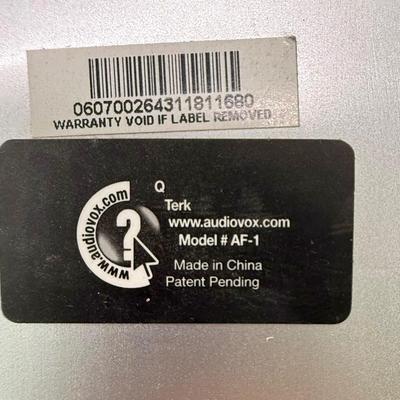 060700264311811680
WARRANTY VOID IF LABEL REMOVED
Q
www.audiovox.com
?
Terk
www.audiovox.com
Model # AF-1
Made in China
Patent Pending